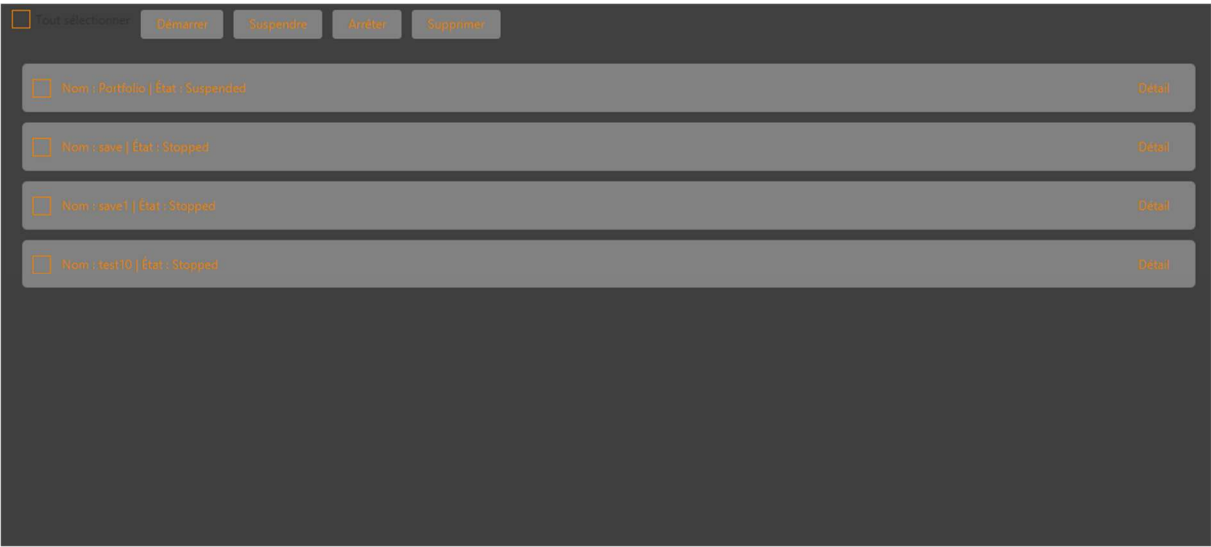 Tout sélectionner Démarrer Suspendre Arrêter Supprimer
Nom : Portfolio | État : Suspended Détail
Nom : save | État : Stopped Détail
Nom : save1 | État : Stopped Détail
Nom : test10 | État : Stopped Détail